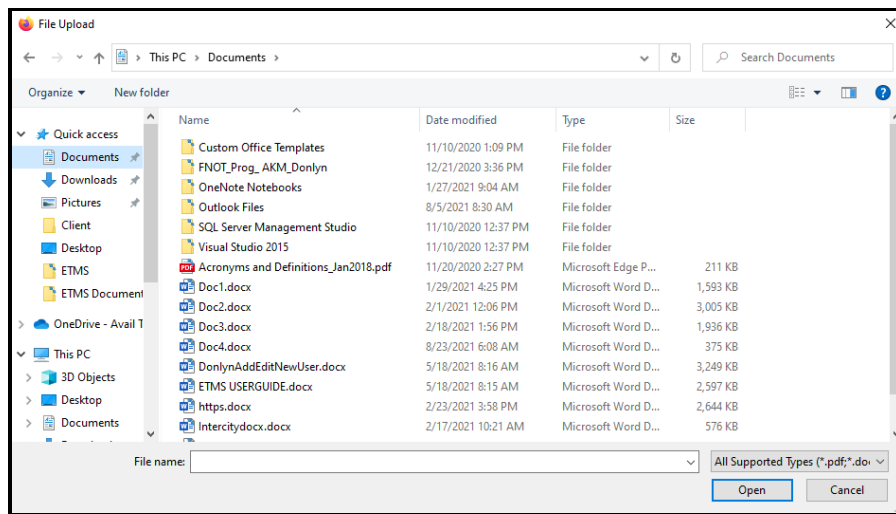 File Upload
This PC > Documents >
Search Documents
Organize New folder
Name Date modified Type Size
Quick access
Documents
Downloads
Pictures
Client
Desktop
ETMS
ETMS Document
OneDrive - Avail T
This PC
3D Objects
Desktop
Documents
Custom Office Templates 11/10/2020 1:09 PM File folder
FNOT_Prog_ AKM_Donlyn 12/21/2020 3:36 PM File folder
OneNote Notebooks 1/27/2021 9:04 AM File folder
Outlook Files 8/5/2021 8:30 AM File folder
SQL Server Management Studio 11/10/2020 12:37 PM File folder
Visual Studio 2015 11/10/2020 12:37 PM File folder
Acronyms and Definitions_Jan2018.pdf 11/20/2020 2:27 PM Microsoft Edge P... 211 KB
Doc1.docx 1/29/2021 4:25 PM Microsoft Word D... 1,593 KB
Doc2.docx 2/1/2021 12:06 PM Microsoft Word D... 3,005 KB
Doc3.docx 2/18/2021 1:56 PM Microsoft Word D... 1,936 KB
Doc4.docx 8/23/2021 6:08 AM Microsoft Word D... 375 KB
DonlynAddEditNewUser.docx 5/18/2021 8:16 AM Microsoft Word D... 3,249 KB
ETMS USERGUIDE.docx 5/18/2021 8:15 AM Microsoft Word D... 2,597 KB
https.docx 2/23/2021 3:58 PM Microsoft Word D... 2,644 KB
Intercitydocx.docx 2/17/2021 10:21 AM Microsoft Word D... 576 KB
File name: All Supported Types (*.pdf;*.do
Open Cancel